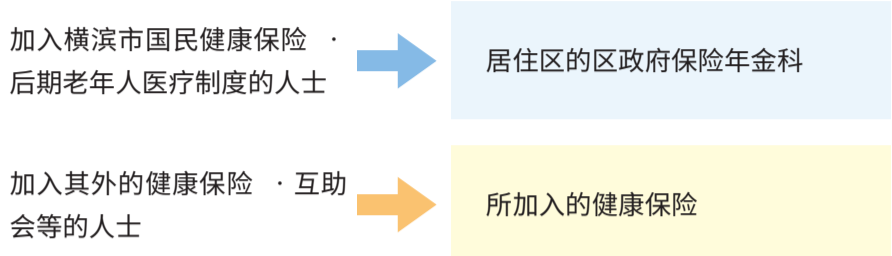 加入横滨市国民健康保险 ·
后期老年人医疗制度的人士
居住区的区政府保险年金科
加入其外的健康保险 · 互助
会等的人士
所加入的健康保险